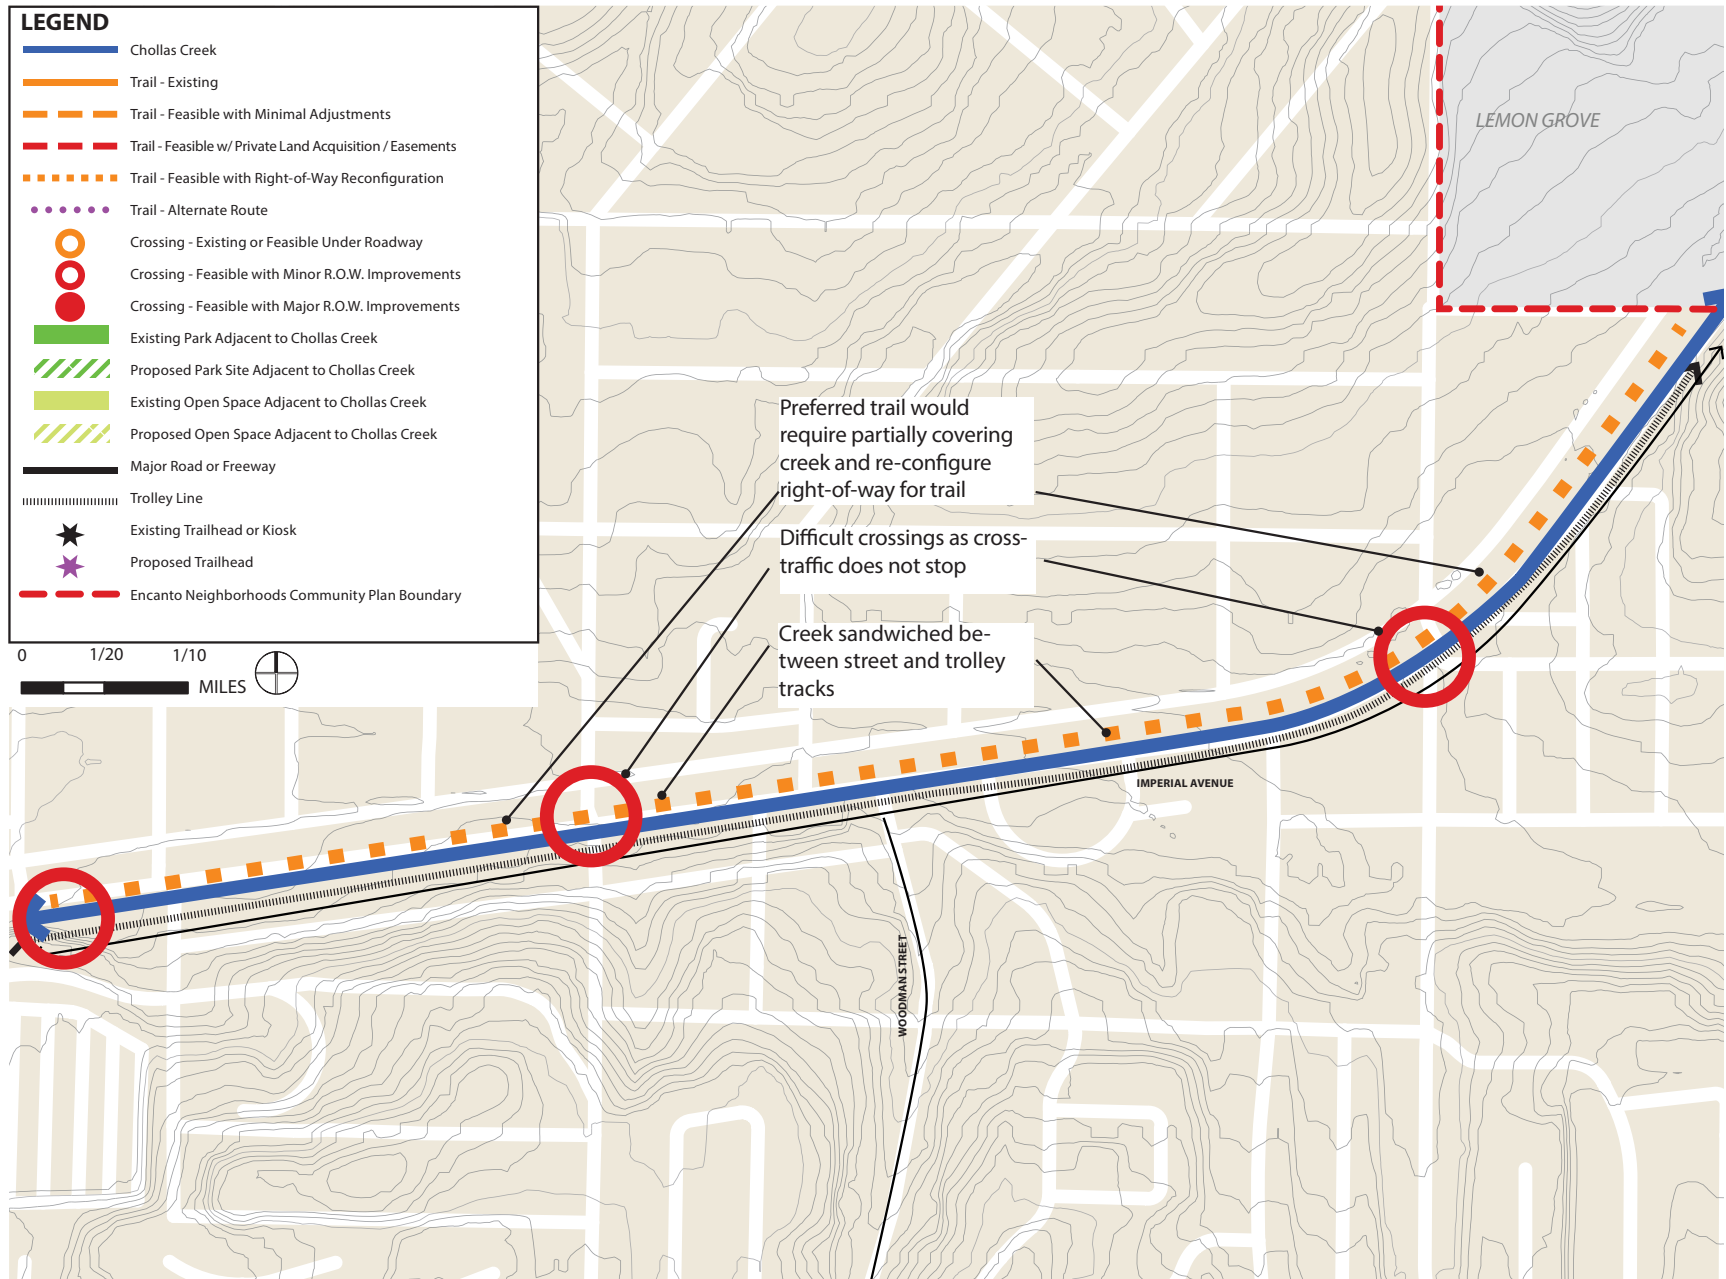 LEGEND
Chollas Creek
Trail - Existing
Trail - Feasible with Minimal Adjustments
Trail - Feasible w/ Private Land Acquisition / Easements
Trail - Feasible with Right-of-Way Reconfiguration
Trail - Alternate Route
Crossing - Existing or Feasible Under Roadway
Crossing - Feasible with Minor R.O.W. Improvements
Crossing - Feasible with Major R.O.W. Improvements
Existing Park Adjacent to Chollas Creek
Proposed Park Site Adjacent to Chollas Creek
Existing Open Space Adjacent to Chollas Creek
Proposed Open Space Adjacent to Chollas Creek
Major Road or Freeway
Trolley Line
Existing Trailhead or Kiosk
Proposed Trailhead
Encanto Neighborhoods Community Plan Boundary
0 1/20 1/10
MILES
LEMON GROVE
Preferred trail would
require partially covering
creek and re-configure
right-of-way for trail
Difficult crossings as cross-
traffic does not stop
Creek sandwiched be-
tween street and trolley
tracks
IMPERIAL AVENUE
WOODMAN STREET